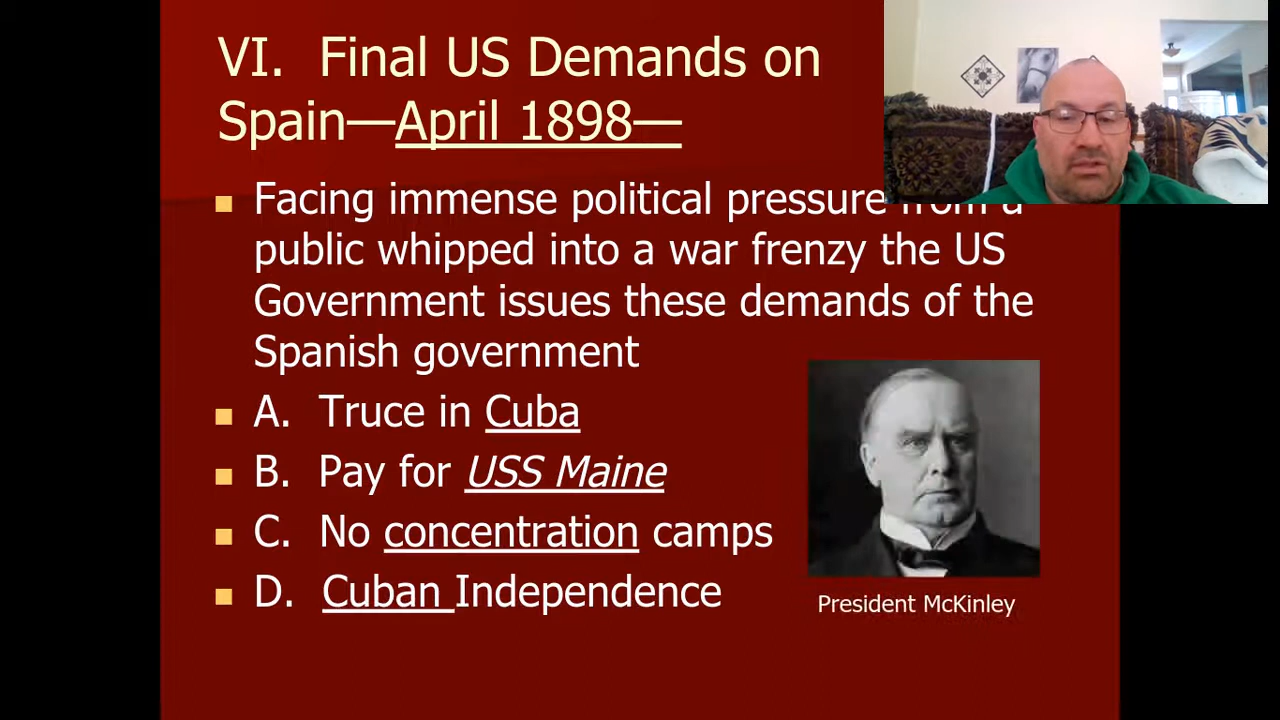 VI. Final US Demands on
Spain—April 1898—
Facing immense political pressure from a
public whipped into a war frenzy the US
Government issues these demands of the
Spanish government
A. Truce in Cuba
B. Pay for USS Maine
C. No concentration camps
D. Cuban Independence
President McKinley